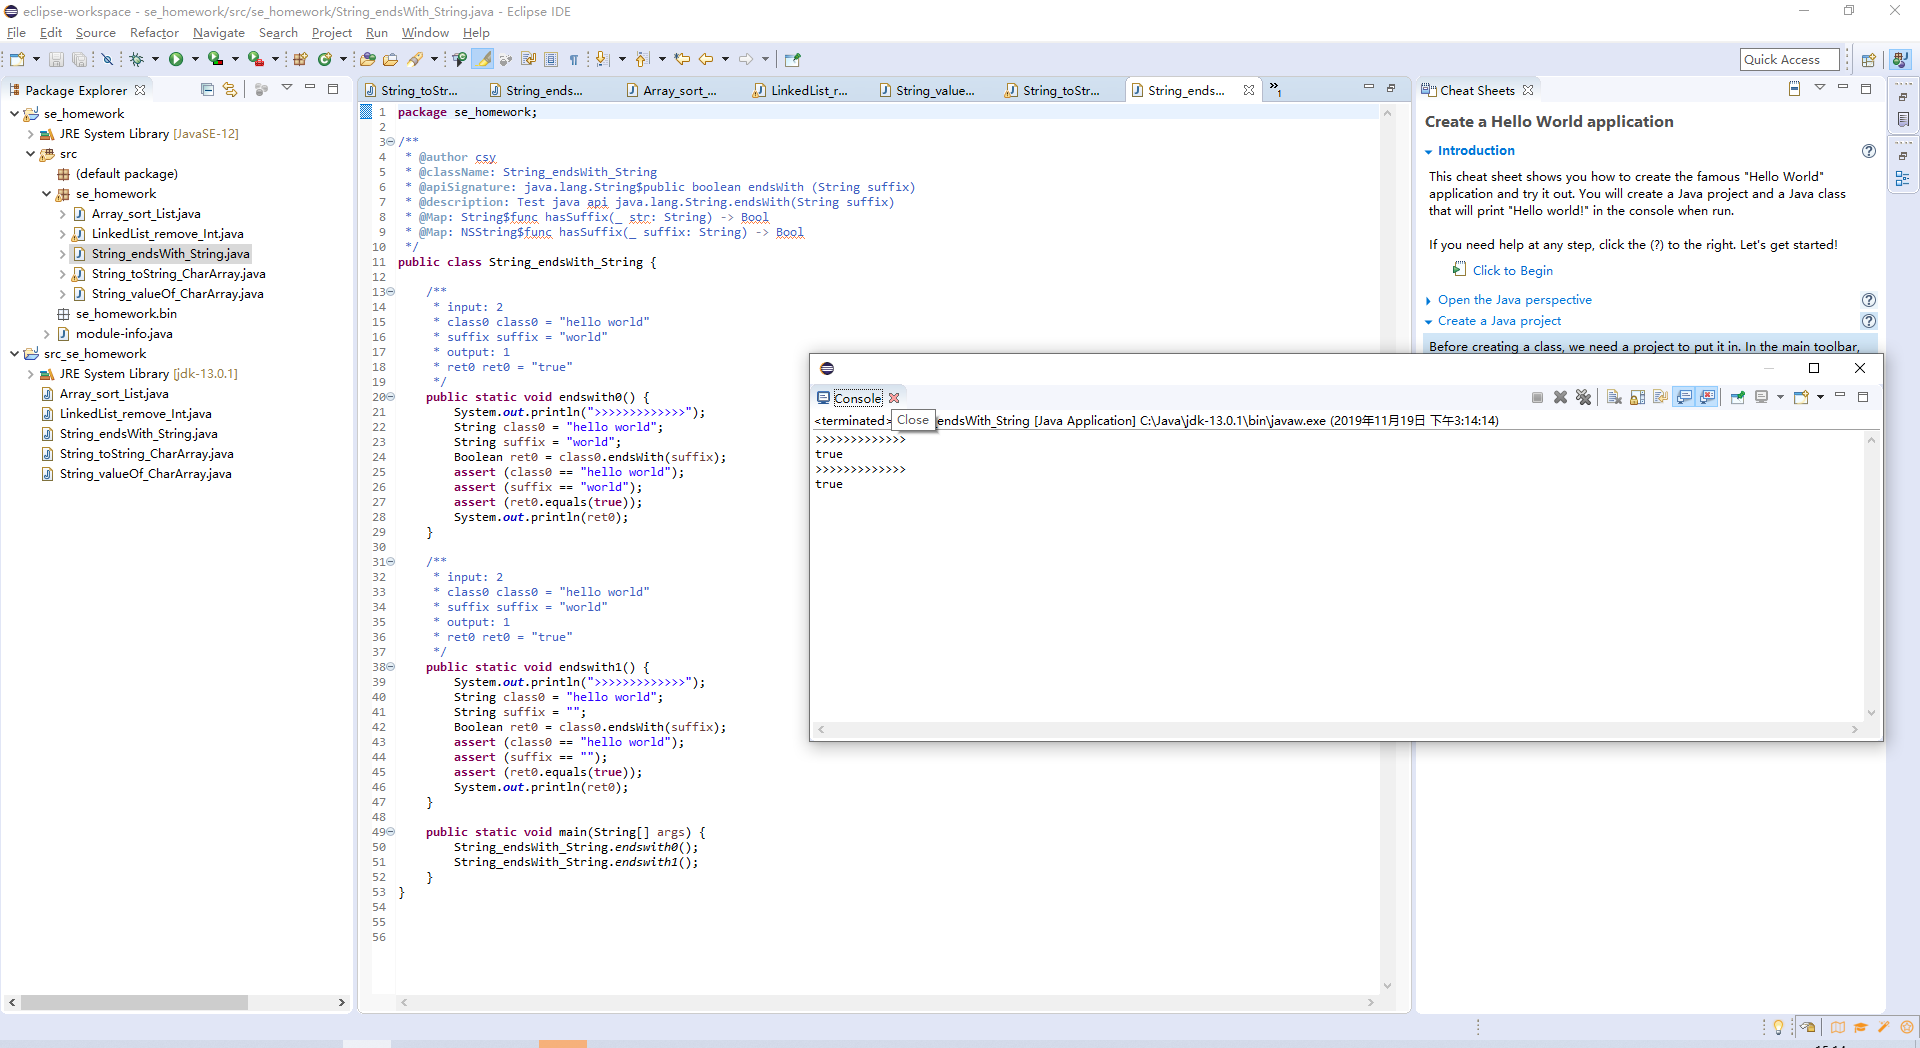 eclipse-workspace - se_homework/src/se_homework/String_endsWith_String.java - Eclipse IDE
File Edit Source Refactor Navigate Search Project Run Window Help
Quick Access
Package Explorer
se_homework
JRE System Library [JavaSE-12]
src
(default package)
se_homework
Array_sort_List.java
LinkedList_remove_Int.java
String_endsWith_String.java
String_toString_CharArray.java
String_valueOf_CharArray.java
se_homework.bin
module-info.java
src_se_homework
JRE System Library [jdk-13.0.1]
Array_sort_List.java
LinkedList_remove_Int.java
String_endsWith_String.java
String_toString_CharArray.java
String_valueOf_CharArray.java
String_toStr... String_ends... Array_sort_... LinkedList_r... String_value... String_toStr... String_ends... »1
1 package se_homework;
2
3 /**
4 * @author csy
5 * @className: String_endsWith_String
6 * @apiSignature: java.lang.String$public boolean endsWith (String suffix)
7 * @description: Test java api java.lang.String.endsWith(String suffix)
8 * @Map: String$func hasSuffix(_ str: String) -> Bool
9 * @Map: NSString$func hasSuffix(_ suffix: String) -> Bool
10 */
11 public class String_endsWith_String {
12
13 /**
14 * input: 2
15 * class0 class0 = "hello world"
16 * suffix suffix = "world"
17 * output: 1
18 * ret0 ret0 = "true"
19 */
20 public static void endswith0() {
21 System.out.println(">>>>>>>>>>>>>");
22 String class0 = "hello world";
23 String suffix = "world";
24 Boolean ret0 = class0.endsWith(suffix);
25 assert (class0 == "hello world");
26 assert (suffix == "world");
27 assert (ret0.equals(true));
28 System.out.println(ret0);
29 }
30
31 /**
32 * input: 2
33 * class0 class0 = "hello world"
34 * suffix suffix = "world"
35 * output: 1
36 * ret0 ret0 = "true"
37 */
38 public static void endswith1() {
39 System.out.println(">>>>>>>>>>>>>");
40 String class0 = "hello world";
41 String suffix = "";
42 Boolean ret0 = class0.endsWith(suffix);
43 assert (class0 == "hello world");
44 assert (suffix == "");
45 assert (ret0.equals(true));
46 System.out.println(ret0);
47 }
48
49 public static void main(String[] args) {
50 String_endsWith_String.endswith0();
51 String_endsWith_String.endswith1();
52 }
53 }
54
55
56
Cheat Sheets
Create a Hello World application
Introduction
This cheat sheet shows you how to create the famous "Hello World"
application and try it out. You will create a Java project and a Java class
that will print "Hello world!" in the console when run.
If you need help at any step, click the (?) to the right. Let's get started!
Click to Begin
Open the Java perspective
Create a Java project
Before creating a class, we need a project to put it in. In the main toolbar,
Console
Close
<terminated> endsWith_String [Java Application] C:\Java\jdk-13.0.1\bin\javaw.exe (2019年11月19日 下午3:14:14)
>>>>>>>>>>>>>
true
>>>>>>>>>>>>>
true